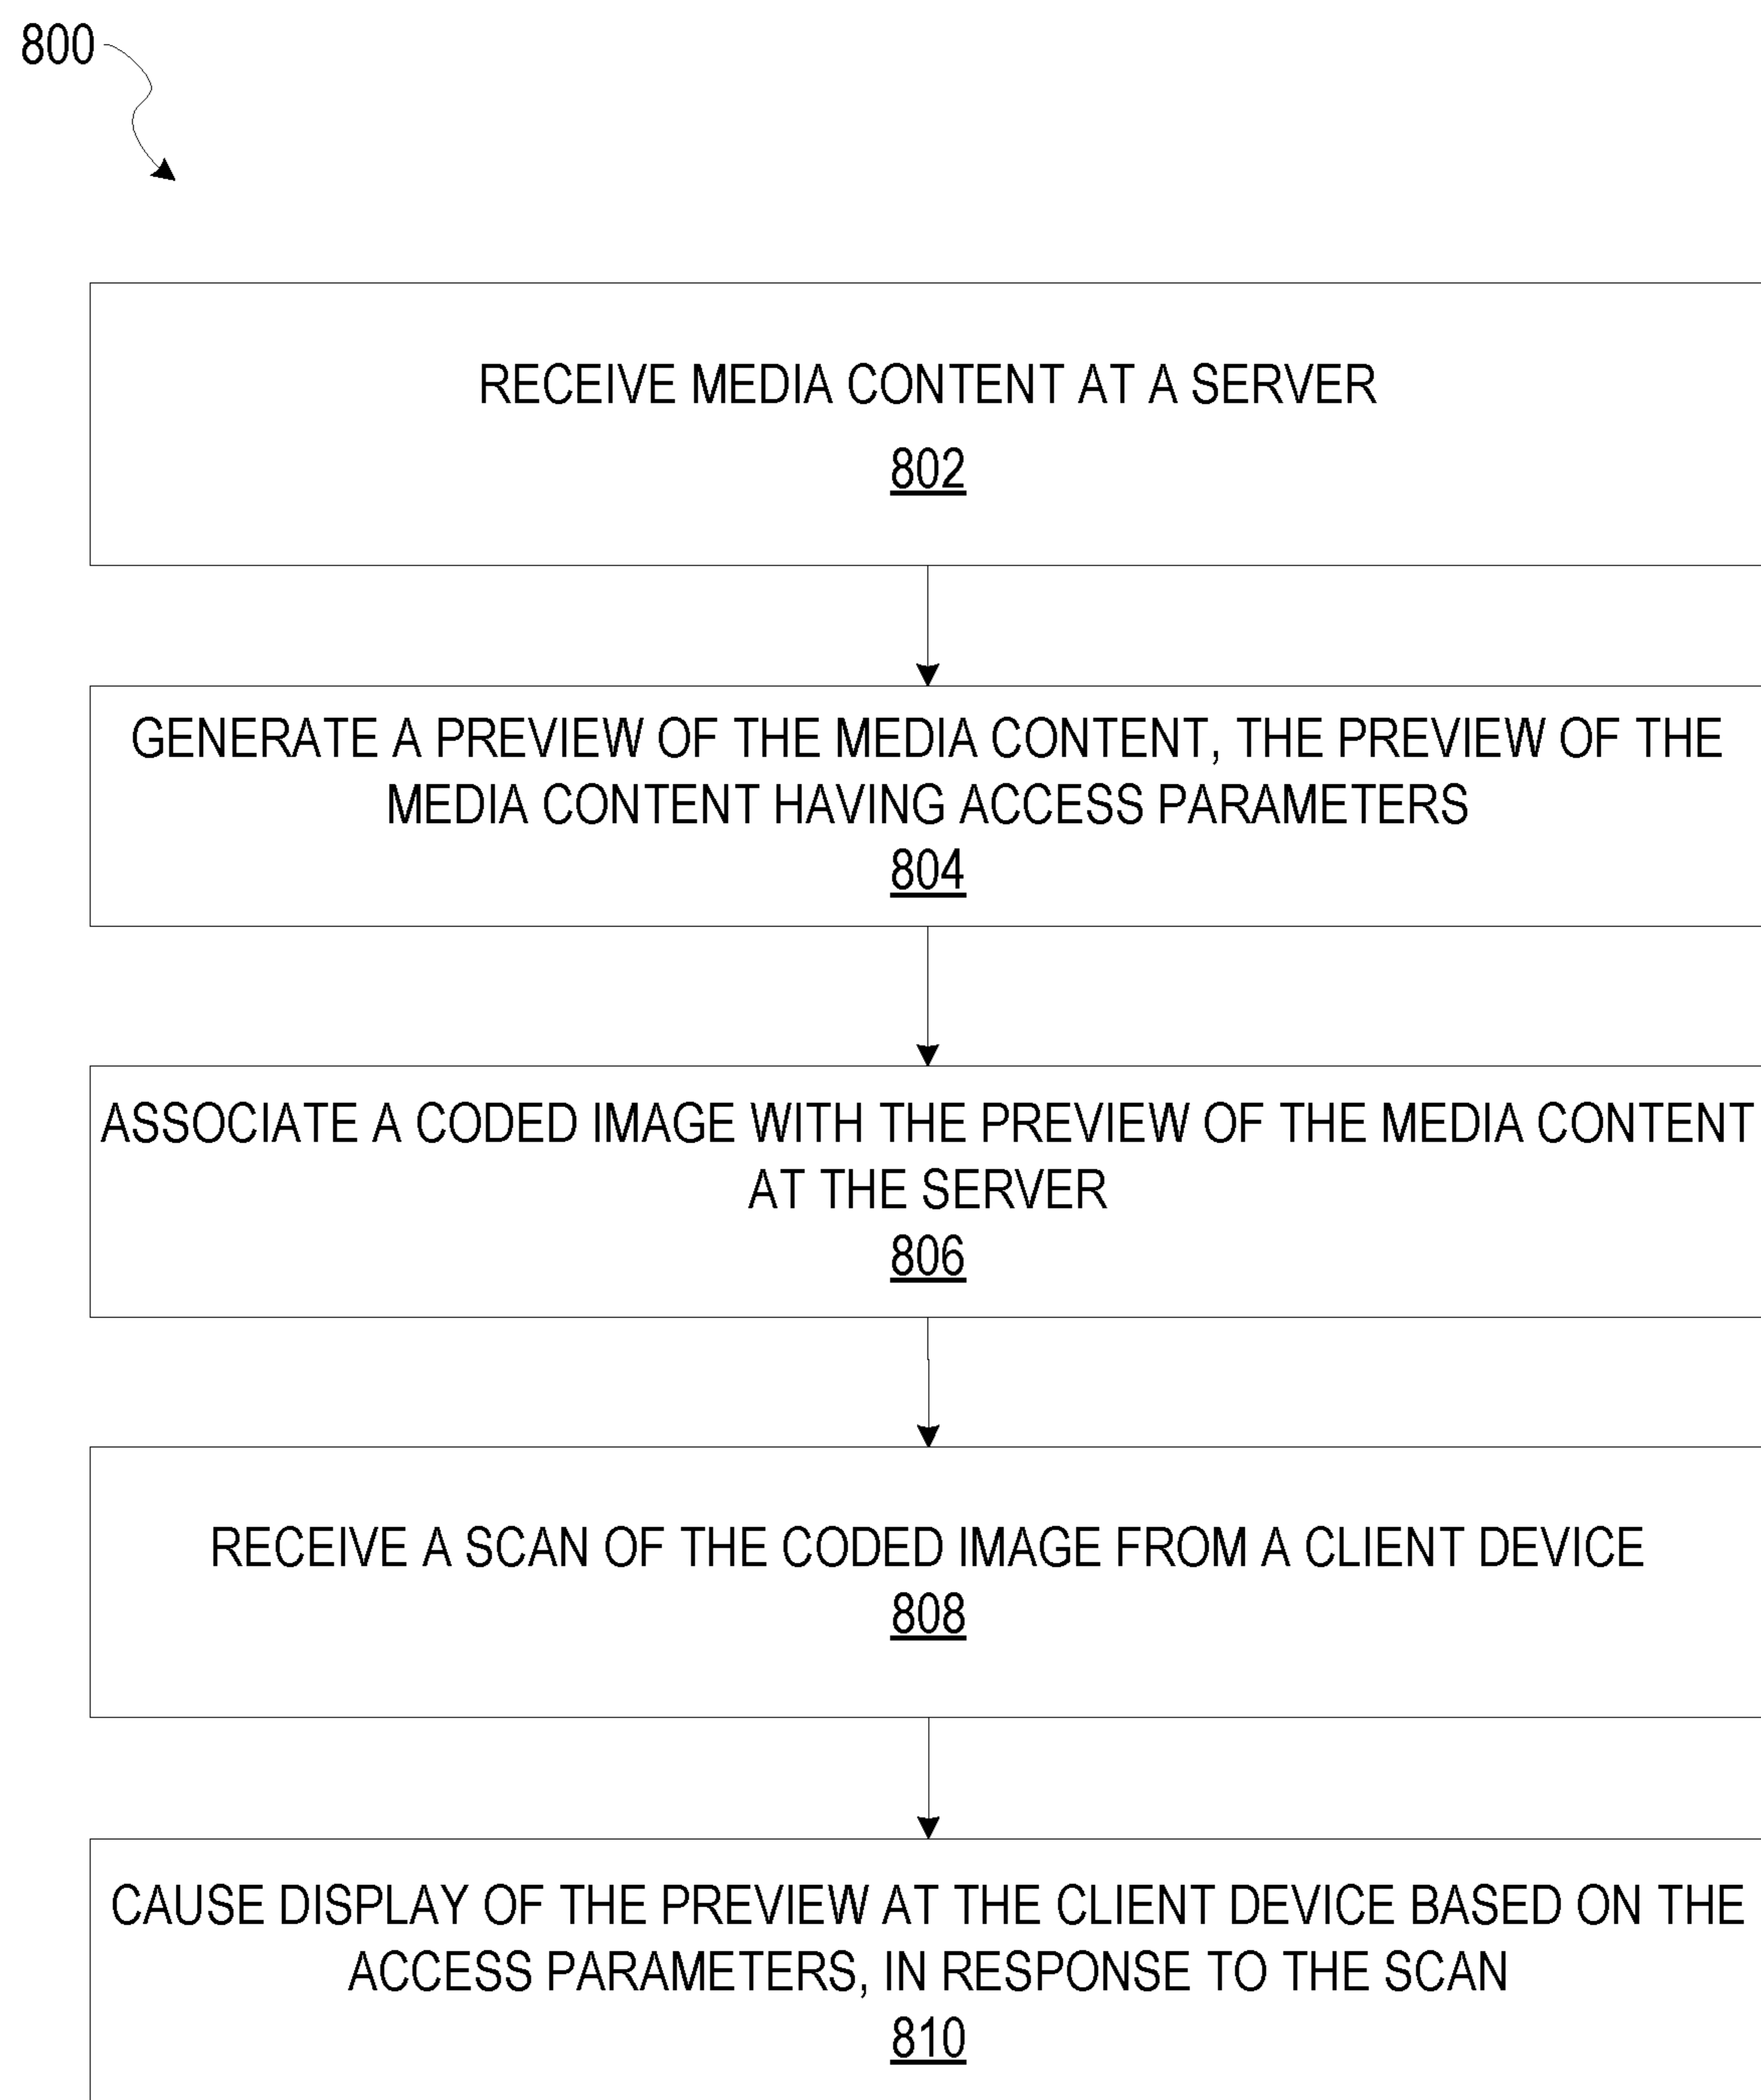 800
RECEIVE MEDIA CONTENT AT A SERVER
802
GENERATE A PREVIEW OF THE MEDIA CONTENT, THE PREVIEW OF THE
MEDIA CONTENT HAVING ACCESS PARAMETERS
804
ASSOCIATE A CODED IMAGE WITH THE PREVIEW OF THE MEDIA CONTENT
AT THE SERVER
806
RECEIVE A SCAN OF THE CODED IMAGE FROM A CLIENT DEVICE
808
CAUSE DISPLAY OF THE PREVIEW AT THE CLIENT DEVICE BASED ON THE
ACCESS PARAMETERS, IN RESPONSE TO THE SCAN
810